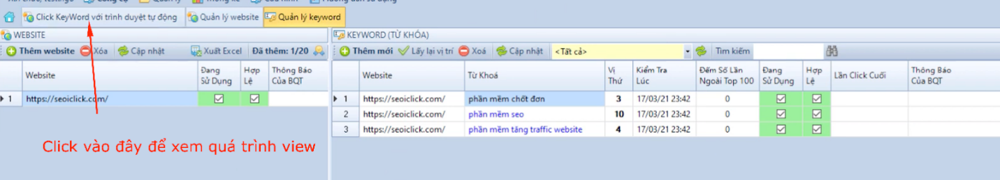 Click KeyWord với trình duyệt tự động Quản lý website Quản lý keyword
WEBSITE
Thêm website Xóa Cập nhật Xuất Excel Đã thêm: 1/20
Website Đang Sử Dụng Hợp Lệ Thông Báo Của BQT
1 https://seoiclick.com/
Click vào đây để xem quá trình view
KEYWORD (TỪ KHÓA)
Thêm mới Lấy lại vị trí Xoá Cập nhật <Tất cả> Tìm kiếm
Website Từ Khoá Vị Thứ Kiểm Tra Lúc Đếm Số Lần Ngoài Top 100 Đang Sử Dụng Hợp Lệ Lần Click Cuối Thông Báo Của BQT
1 https://seoiclick.com/ phần mềm chốt đơn 3 17/03/21 23:42 0
2 https://seoiclick.com/ phần mềm seo 10 17/03/21 23:42 0
3 https://seoiclick.com/ phần mềm tăng traffic website 4 17/03/21 23:42 0